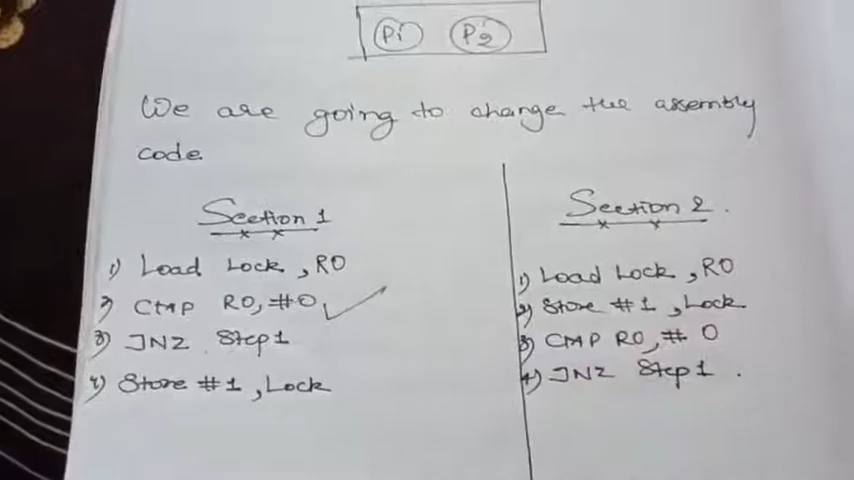 Pi P2
We are going to change the assembly
code.
Section 1
1) Load Lock, R0
2) CMP R0, #0
3) JNZ Step1
4) Store #1, Lock
Section 2.
1) Load Lock, R0
2) Store #1, Lock
3) CMP R0, # 0
4) JNZ Step1.